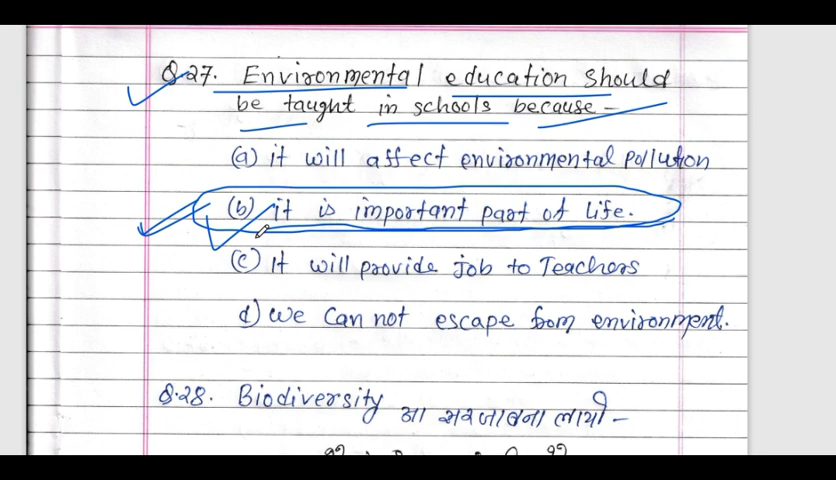 Q.27. Environmental education should
be taught in schools because -
(a) it will affect environmental pollution
(b) it is important part of life.
(c) It will provide job to Teachers
d) we can not escape from environment.
Q.28. Biodiversity